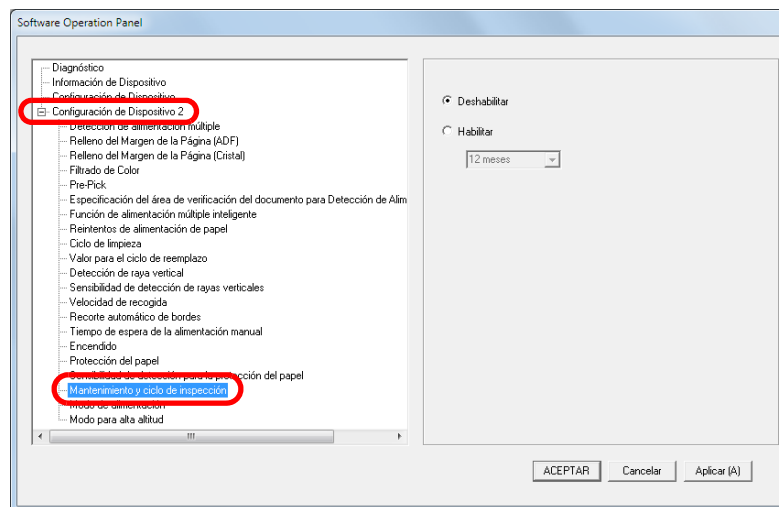 Software Operation Panel
Diagnóstico
Información de Dispositivo
Configuración de Dispositivo
Configuración de Dispositivo 2
Detección de alimentación múltiple
Relleno del Margen de la Página (ADF)
Relleno del Margen de la Página (Cristal)
Filtrado de Color
Pre-Pick
Especificación del área de verificación del documento para Detección de Alim
Función de alimentación múltiple inteligente
Reintentos de alimentación de papel
Ciclo de limpieza
Valor para el ciclo de reemplazo
Detección de raya vertical
Sensibilidad de detección de rayas verticales
Velocidad de recogida
Recorte automático de bordes
Tiempo de espera de la alimentación manual
Encendido
Protección del papel
Sensibilidad de detección para la protección del papel
Mantenimiento y ciclo de inspección
Modo de alimentación
Modo para alta altitud
Deshabilitar
Habilitar
12 meses
ACEPTAR
Cancelar
Aplicar (A)